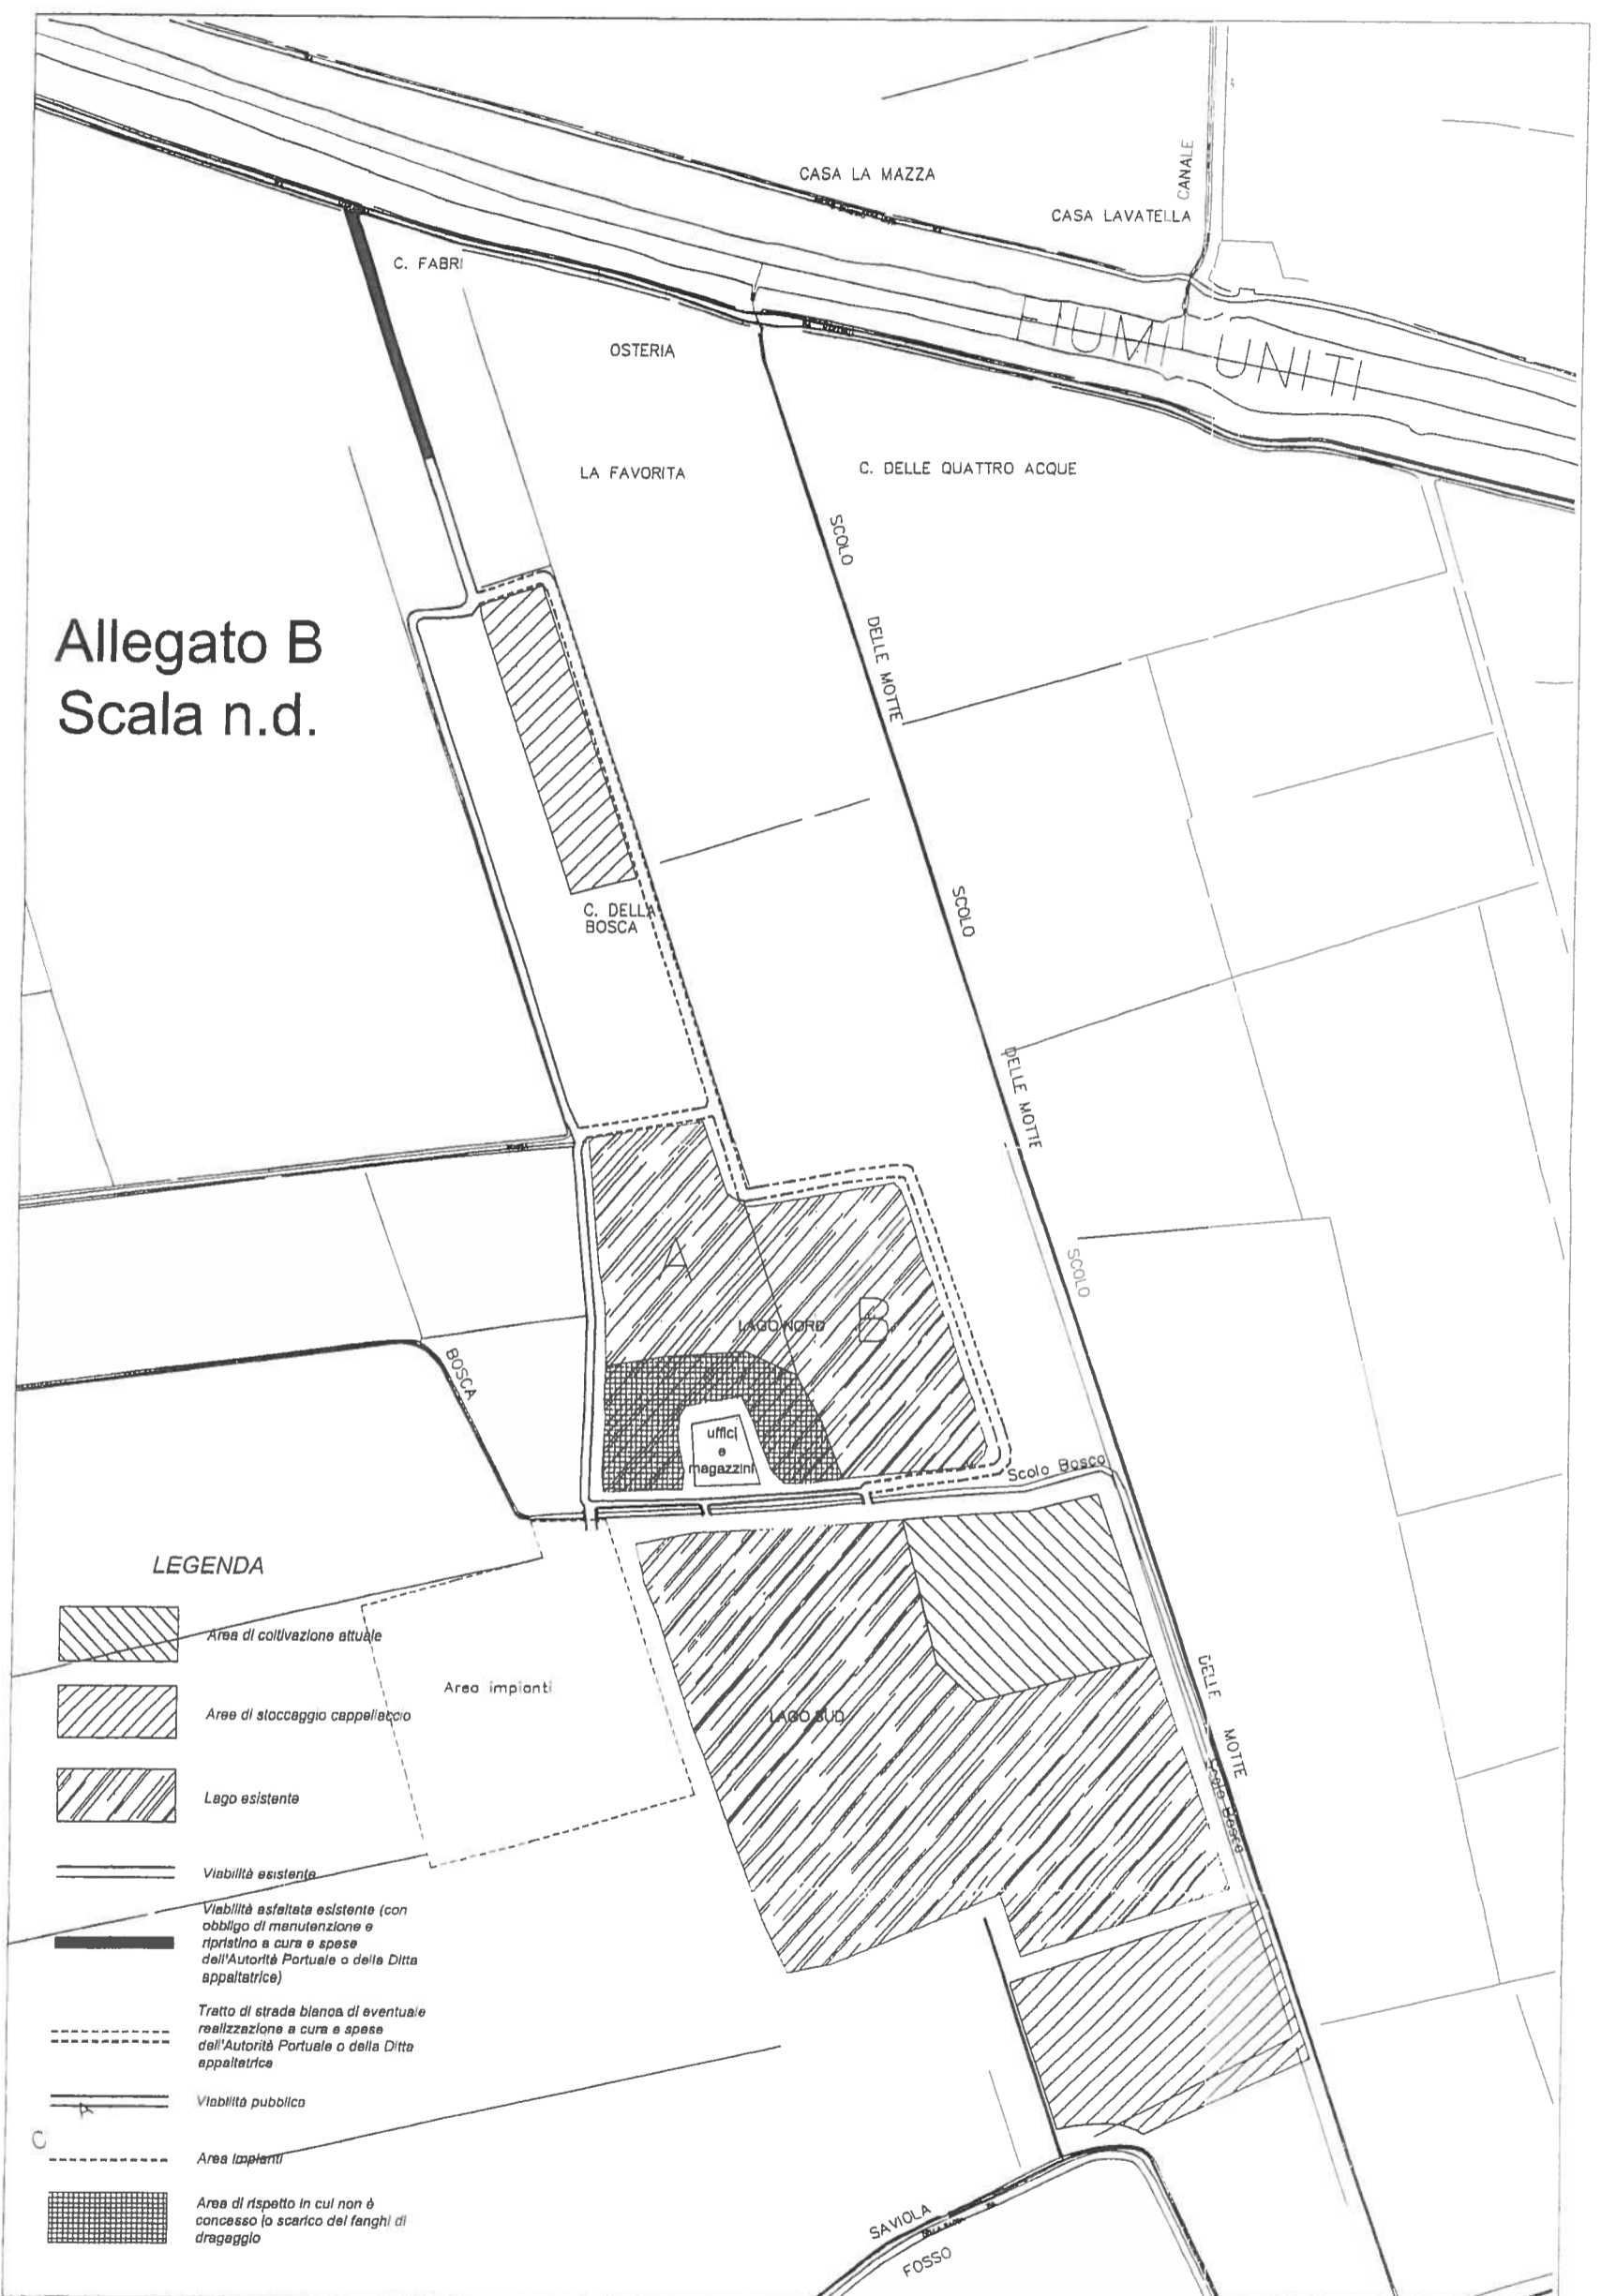 CASA LA MAZZA
CANALE
CASA LAVATELLA
C. FABRI
FIUMI UNITI
OSTERIA
LA FAVORITA
C. DELLE QUATTRO ACQUE
SCOLO
DELLE MOTTE
Allegato B
Scala n.d.
C. DELLA
BOSCA
SCOLO
DELLE MOTTE
SCOLO
A
B
LAGO NORD
BOSCA
uffici
e
magazzini
Scolo Bosco
LEGENDA
Area di coltivazione attuale
Aree di stoccaggio cappellaccio
Lago esistente
Viabilità esistente
Viabilità asfaltata esistente (con
obbligo di manutenzione e
ripristino a cura e spese
dell'Autorità Portuale o della Ditta
appaltatrice)
Tratto di strada bianca di eventuale
realizzazione a cura e spese
dell'Autorità Portuale o della Ditta
appaltatrice
Viabilità pubblica
A
C
Area impianti
Area di rispetto in cui non è
concesso lo scarico dei fanghi di
dragaggio
Area impianti
LAGO SUD
DELLE MOTTE
Scolo Bosco
SAVIOLA
FOSSO